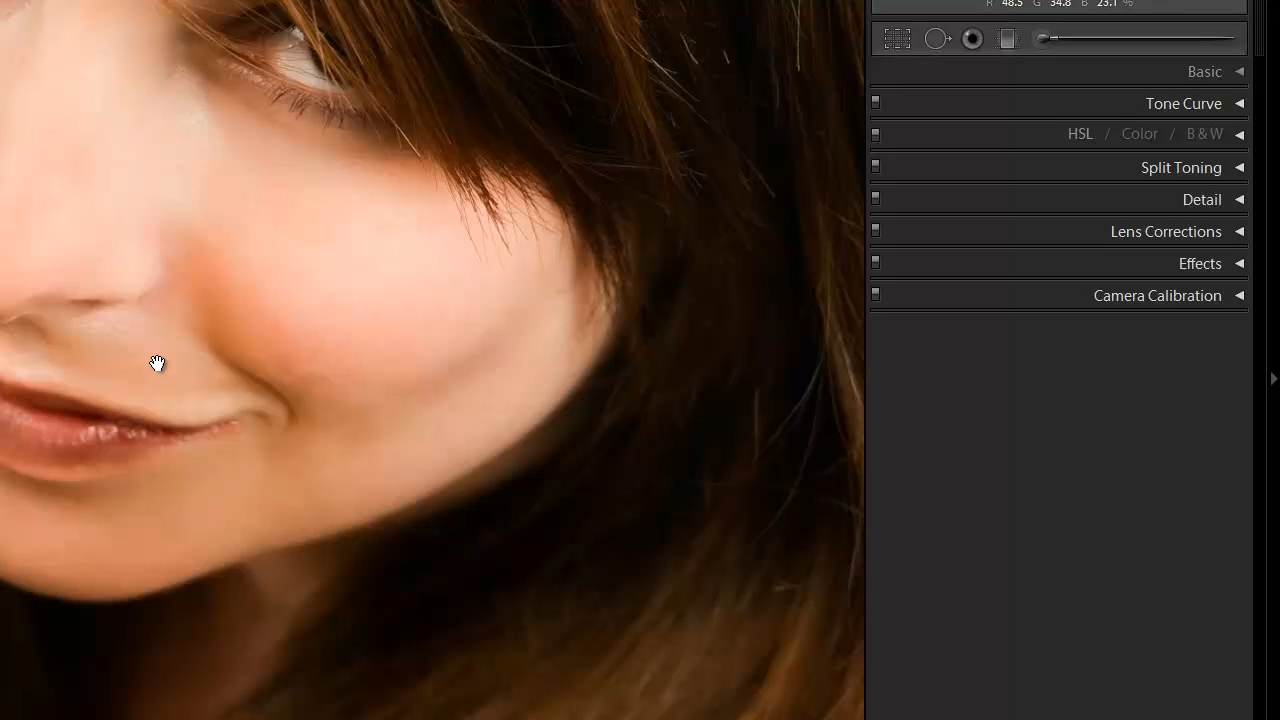 R 48.5 G 34.8 B 23.1 %
Basic
Tone Curve
HSL / Color / B & W
Split Toning
Detail
Lens Corrections
Effects
Camera Calibration